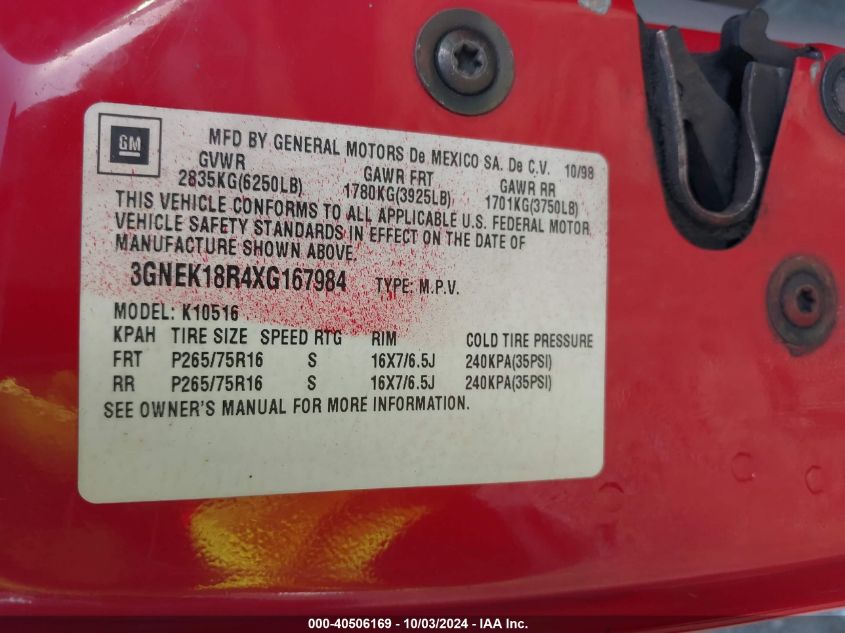 GM
MFD BY GENERAL MOTORS De MEXICO SA. De C.V. 10/98
GVWR GAWR FRT GAWR RR
2835KG(6250LB) 1780KG(3925LB) 1701KG(3750LB)
THIS VEHICLE CONFORMS TO ALL APPLICABLE U.S. FEDERAL MOTOR
VEHICLE SAFETY STANDARDS IN EFFECT ON THE DATE OF
MANUFACTURE SHOWN ABOVE.
3GNEK18R4XG167984 TYPE: M.P.V.
MODEL: K10516
KPAH TIRE SIZE SPEED RTG RIM COLD TIRE PRESSURE
FRT P265/75R16 S 16X7/6.5J 240KPA(35PSI)
RR P265/75R16 S 16X7/6.5J 240KPA(35PSI)
SEE OWNER'S MANUAL FOR MORE INFORMATION.
000-40506169 - 10/03/2024 - IAA Inc.